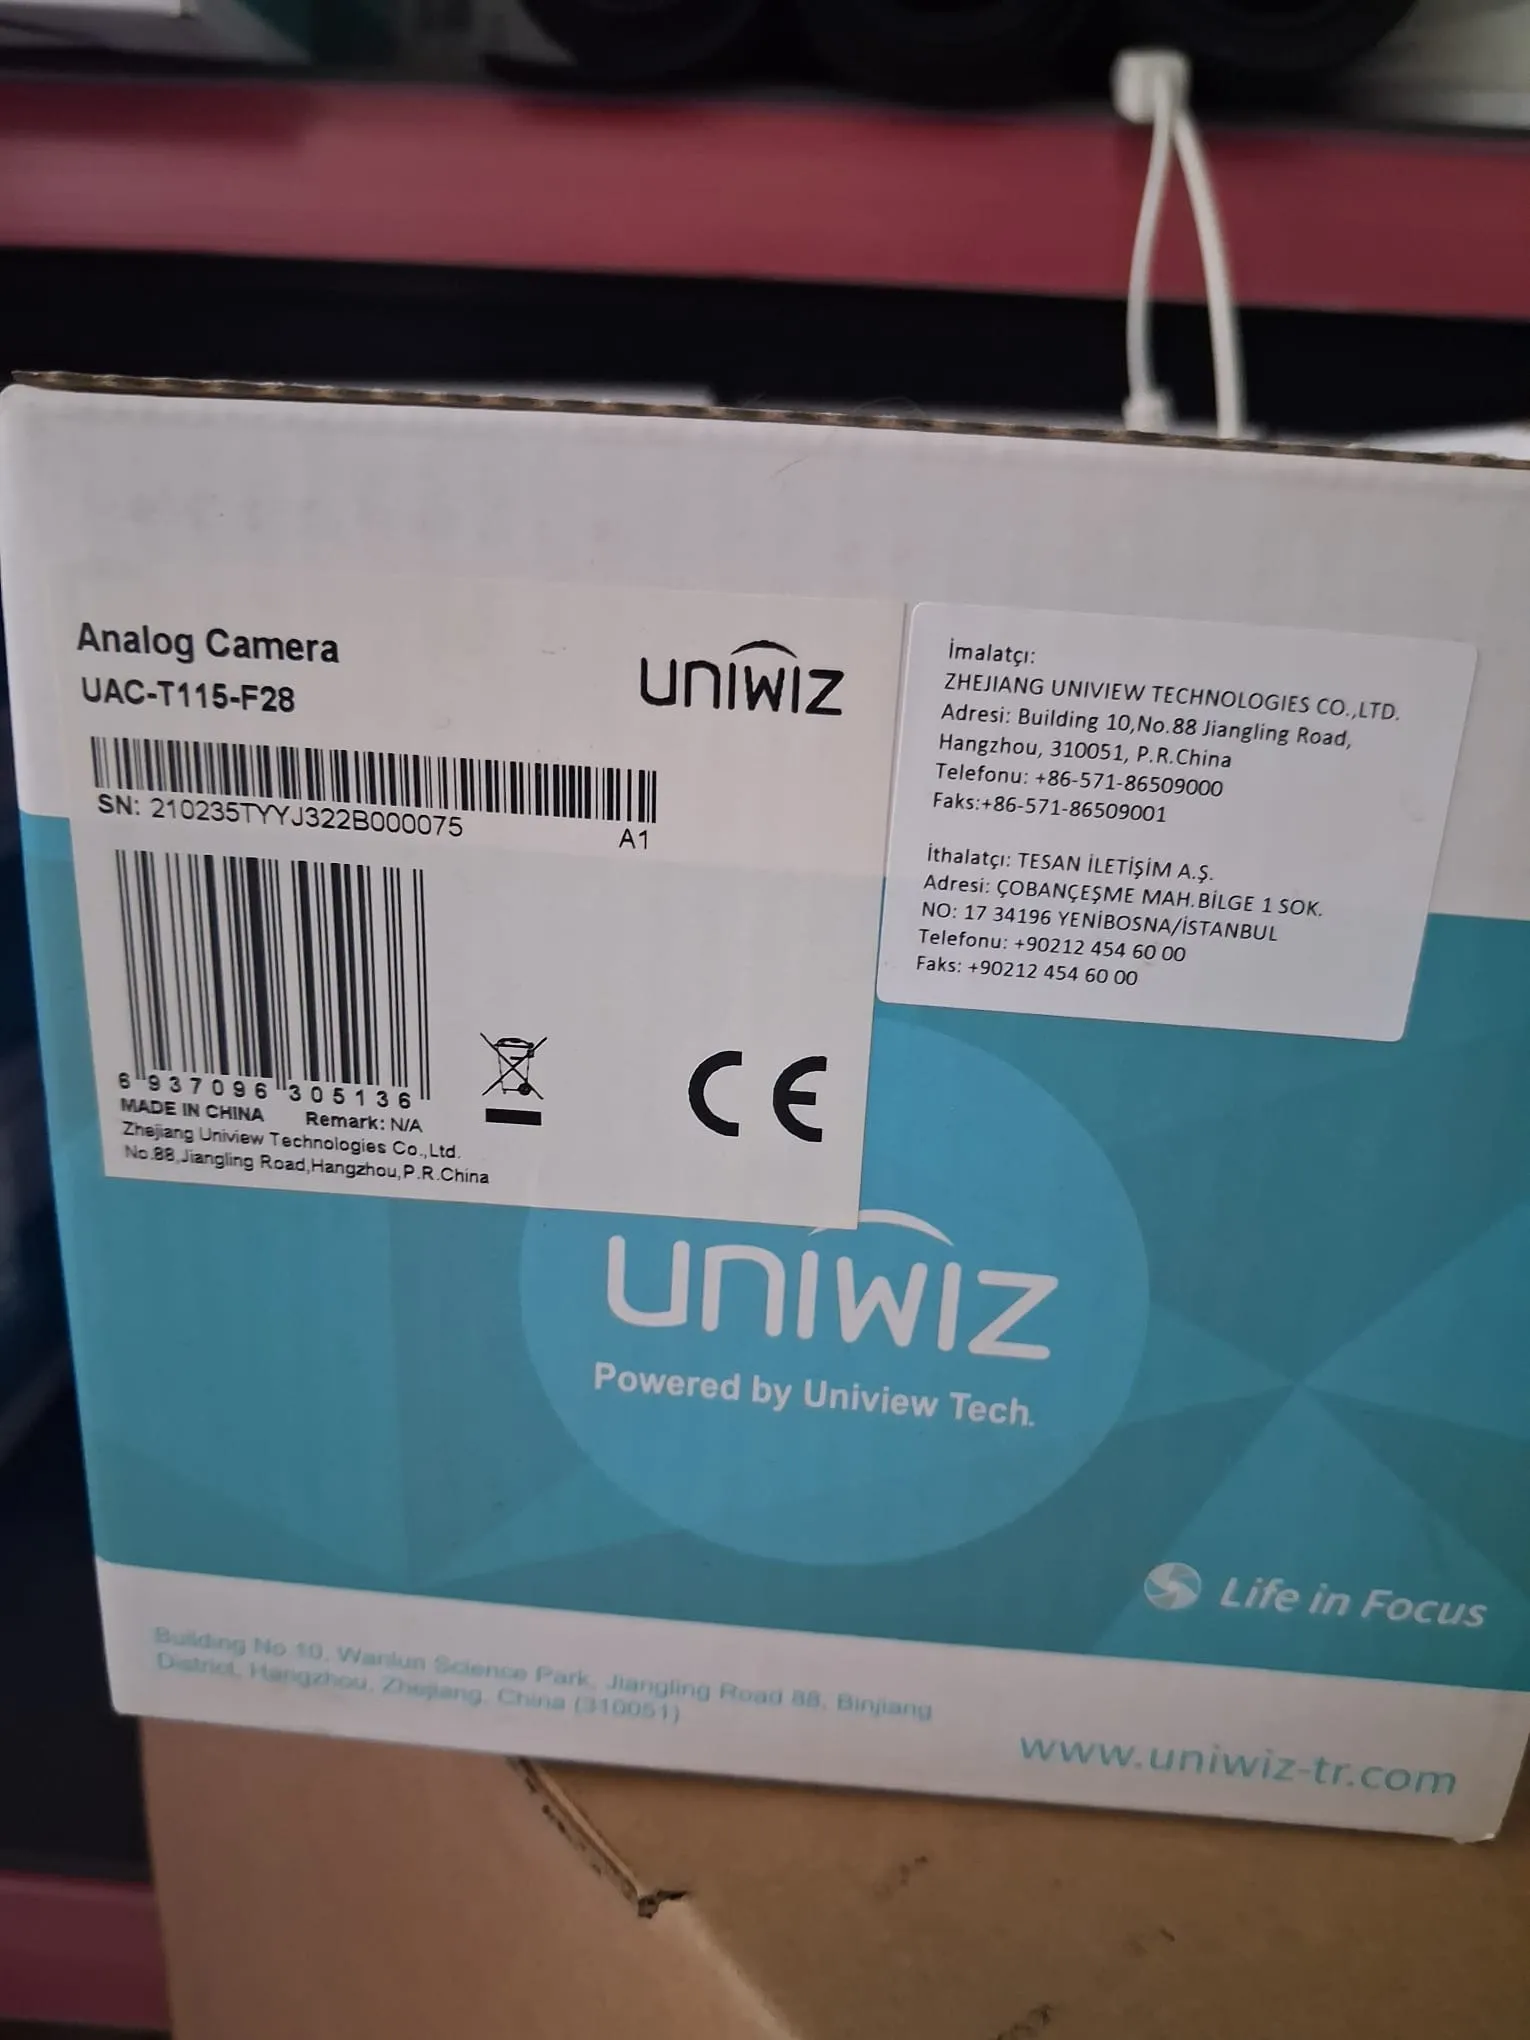 Analog Camera
UAC-T115-F28
UNIWIZ
SN: 210235TYYJ322B000075
A1
6 937096 305136
MADE IN CHINA Remark: N/A
Zhejiang Uniview Technologies Co.,Ltd.
No.88,Jiangling Road,Hangzhou,P.R.China
CE
İmalatçı:
ZHEJIANG UNIVIEW TECHNOLOGIES CO.,LTD.
Adresi: Building 10,No.88 Jiangling Road,
Hangzhou, 310051, P.R.China
Telefonu: +86-571-86509000
Faks:+86-571-86509001
İthalatçı: TESAN İLETİŞİM A.Ş.
Adresi: ÇOBANÇEŞME MAH.BİLGE 1 SOK.
NO: 17 34196 YENİBOSNA/İSTANBUL
Telefonu: +90212 454 60 00
Faks: +90212 454 60 00
UNIWIZ
Powered by Uniview Tech.
Life in Focus
Building No 10, Wanlun Science Park, Jiangling Road 88, Binjiang
District, Hangzhou, Zhejiang, China (310051)
www.uniwiz-tr.com